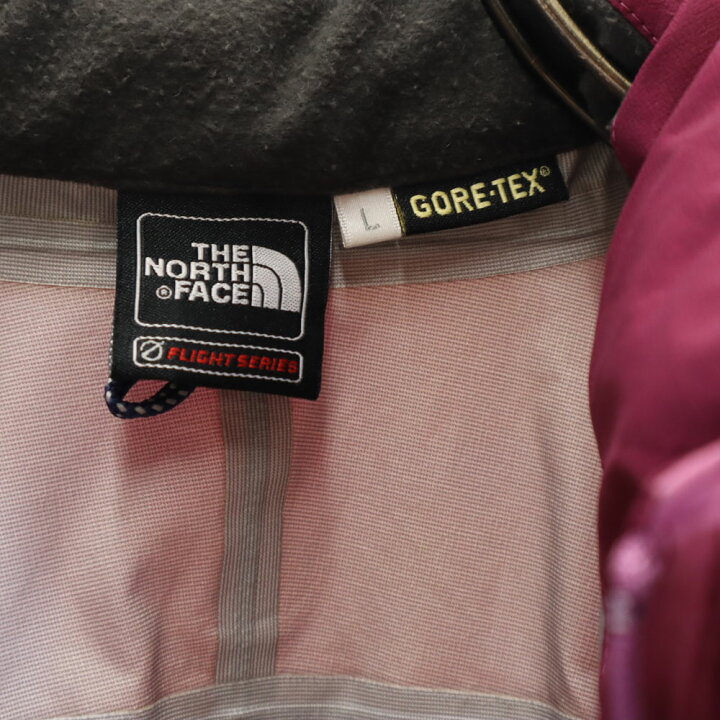 THE
NORTH
®FACE
FLIGHT SERIES
L
GORE-TEX®